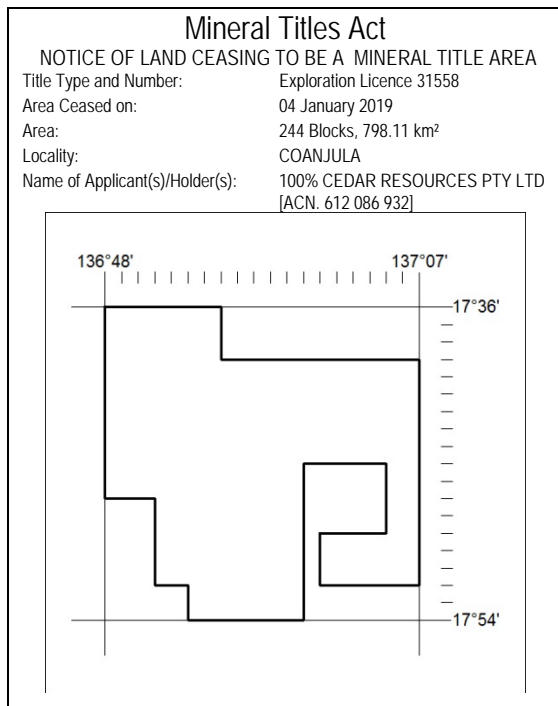 Mineral Titles Act
NOTICE OF LAND CEASING TO BE A MINERAL TITLE AREA
Title Type and Number: Exploration Licence 31558
Area Ceased on: 04 January 2019
Area: 244 Blocks, 798.11 km²
Locality: COANJULA
Name of Applicant(s)/Holder(s): 100% CEDAR RESOURCES PTY LTD
[ACN. 612 086 932]
136°48' 137°07'
17°36'
17°54'